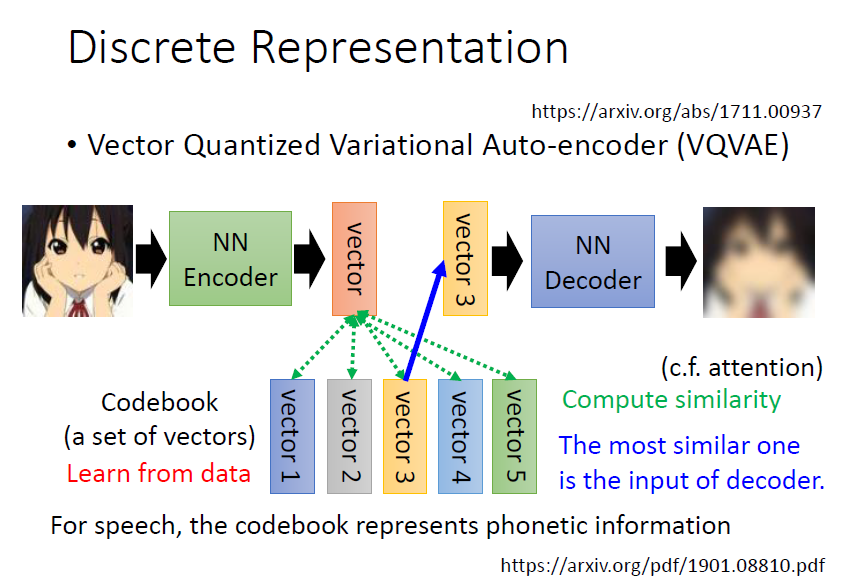 Discrete Representation
https://arxiv.org/abs/1711.00937
• Vector Quantized Variational Auto-encoder (VQVAE)
NN
Encoder
vector
vector 3
NN
Decoder
Codebook
(a set of vectors)
Learn from data
vector 1
vector 2
vector 3
vector 4
vector 5
(c.f. attention)
Compute similarity
The most similar one
is the input of decoder.
For speech, the codebook represents phonetic information
https://arxiv.org/pdf/1901.08810.pdf